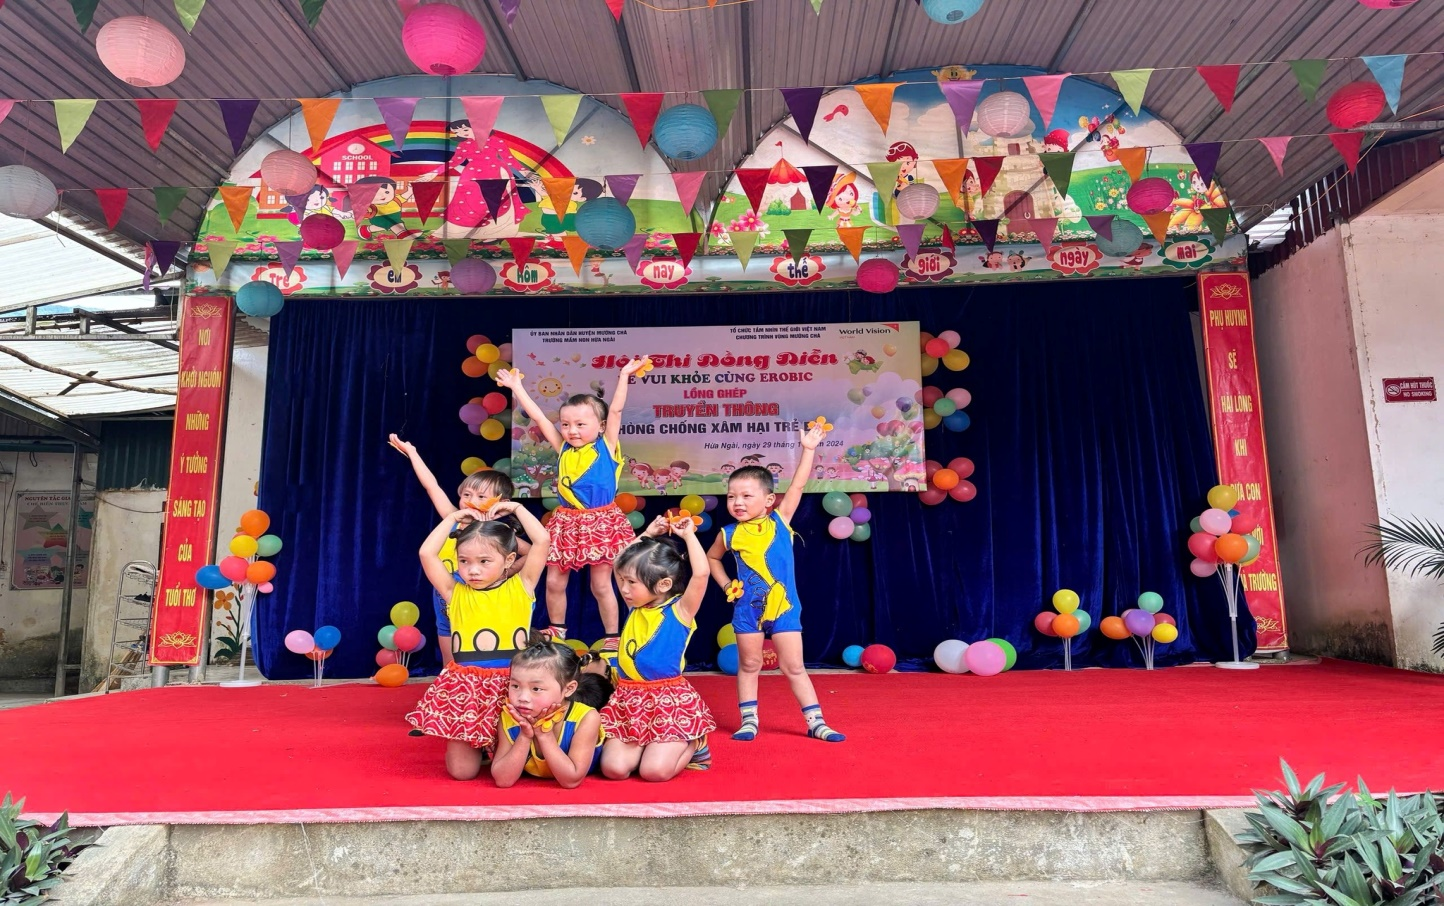 SCHOOL
Trẻ em hôm nay thế giới ngày mai
ỦY BAN NHÂN DÂN HUYỆN MƯỜNG CHÀ
TRƯỜNG MẦM NON HỪA NGÀI
TỔ CHỨC TẦM NHÌN THẾ GIỚI VIỆT NAM
CHƯƠNG TRÌNH VÙNG MƯỜNG CHÀ
World Vision
Hội Thi Đồng Diễn
VUI KHỎE CÙNG EROBIC
LỒNG GHÉP
TRUYỀN THÔNG
CHỐNG XÂM HẠI TRẺ
Hừa Ngài, ngày 29 tháng 2024
NƠI
KHỞI NGUỒN
NHỮNG
Ý TƯỞNG
SÁNG TẠO
CỦA
TUỔI THƠ
PHỤ HUYNH
SẼ
HÀI LÒNG
KHI
CON
TRƯỜNG
CẤM HÚT THUỐC
NO SMOKING